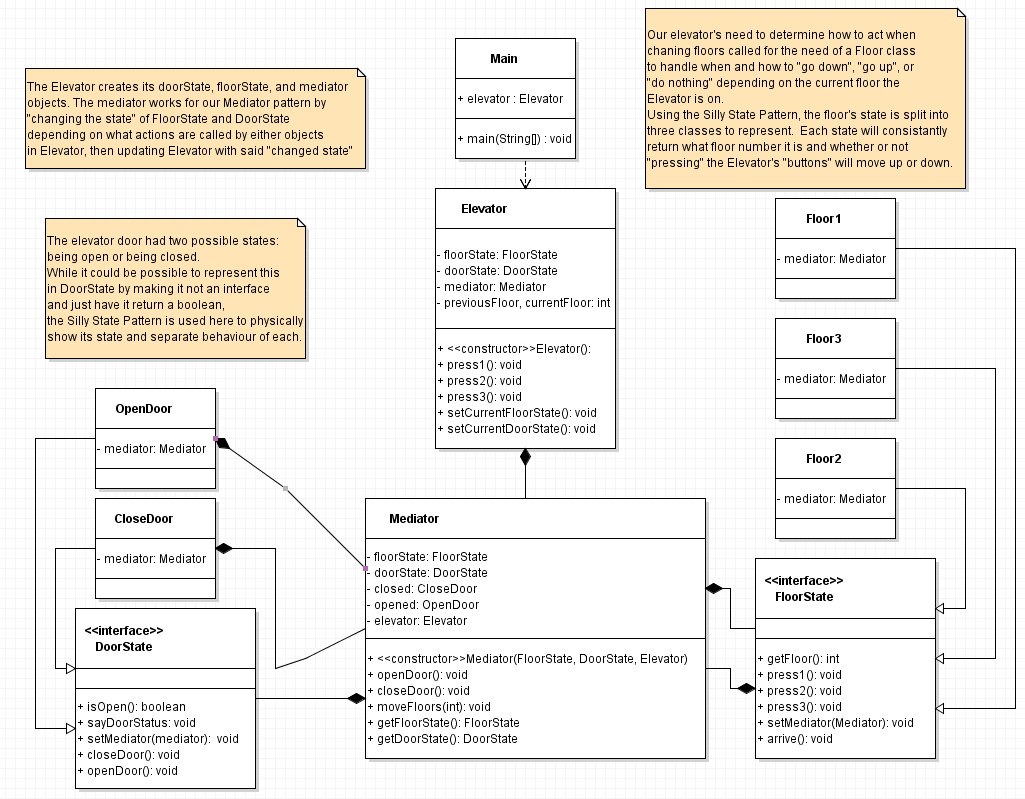 The Elevator creates its doorState, floorState, and mediator
objects. The mediator works for our Mediator pattern by
"changing the state" of FloorState and DoorState
depending on what actions are called by either objects
in Elevator, then updating Elevator with said "changed state"
Main
+ elevator : Elevator
+ main(String[]) : void
Our elevator's need to determine how to act when
chaning floors called for the need of a Floor class
to handle when and how to "go down", "go up", or
"do nothing" depending on the current floor the
Elevator is on.
Using the Silly State Pattern, the floor's state is split into
three classes to represent.  Each state will consistantly
return what floor number it is and whether or not
"pressing" the Elevator's "buttons" will move up or down.
The elevator door had two possible states:
being open or being closed.
While it could be possible to represent this
in DoorState by making it not an interface
and just have it return a boolean,
the Silly State Pattern is used here to physically
show its state and separate behaviour of each.
Elevator
- floorState: FloorState
- doorState: DoorState
- mediator: Mediator
- previousFloor, currentFloor: int
+ <<constructor>>Elevator():
+ press1(): void
+ press2(): void
+ press3(): void
+ setCurrentFloorState(): void
+ setCurrentDoorState(): void
Floor1
- mediator: Mediator
Floor3
- mediator: Mediator
Floor2
- mediator: Mediator
OpenDoor
- mediator: Mediator
CloseDoor
- mediator: Mediator
<<interface>>
DoorState
+ isOpen(): boolean
+ sayDoorStatus: void
+ setMediator(mediator):  void
+ closeDoor(): void
+ openDoor(): void
Mediator
- floorState: FloorState
- doorState: DoorState
- closed: CloseDoor
- opened: OpenDoor
- elevator: Elevator
+ <<constructor>>Mediator(FloorState, DoorState, Elevator)
+ openDoor(): void
+ closeDoor(): void
+ moveFloors(int): void
+ getFloorState(): FloorState
+ getDoorState(): DoorState
<<interface>>
FloorState
+ getFloor(): int
+ press1(): void
+ press2(): void
+ press3(): void
+ setMediator(Mediator): void
+ arrive(): void